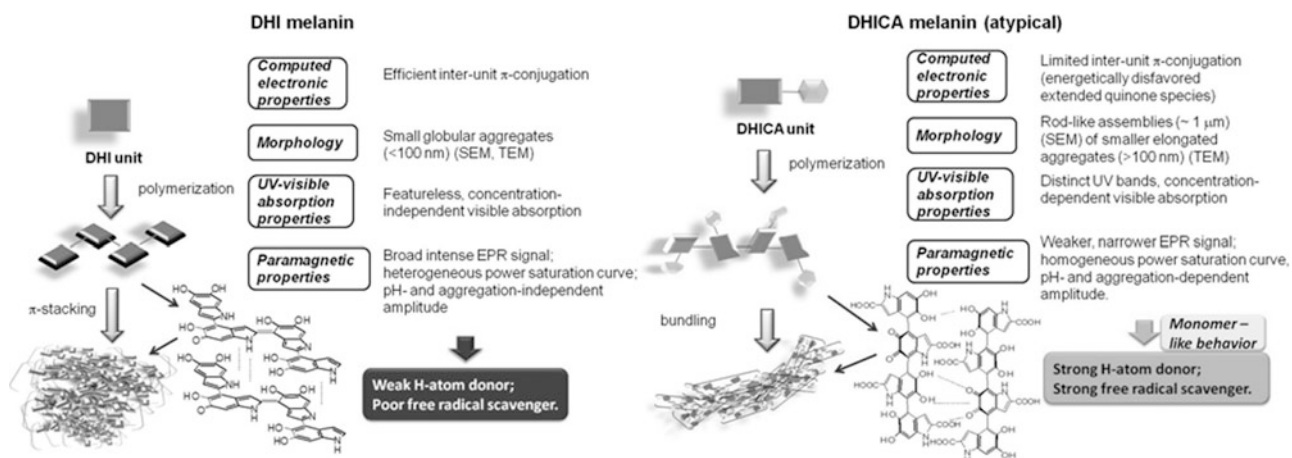 DHI melanin
Computed
electronic
properties
Efficient inter-unit π-conjugation
DHI unit
Morphology
Small globular aggregates
(<100 nm) (SEM, TEM)
polymerization
UV-visible
absorption
properties
Featureless, concentration-
independent visible absorption
Paramagnetic
properties
Broad intense EPR signal;
heterogeneous power saturation curve;
pH- and aggregation-independent
amplitude
π-stacking
Weak H-atom donor;
Poor free radical scavenger.
DHICA melanin (atypical)
Computed
electronic
properties
Limited inter-unit π-conjugation
(energetically disfavored
extended quinone species)
DHICA unit
Morphology
Rod-like assemblies (~ 1 μm)
(SEM) of smaller elongated
aggregates (>100 nm) (TEM)
polymerization
UV-visible
absorption
properties
Distinct UV bands, concentration-
dependent visible absorption
Paramagnetic
properties
Weaker, narrower EPR signal;
homogeneous power saturation curve,
pH- and aggregation-dependent
amplitude.
bundling
Monomer –
like behavior
Strong H-atom donor;
Strong free radical scavenger.